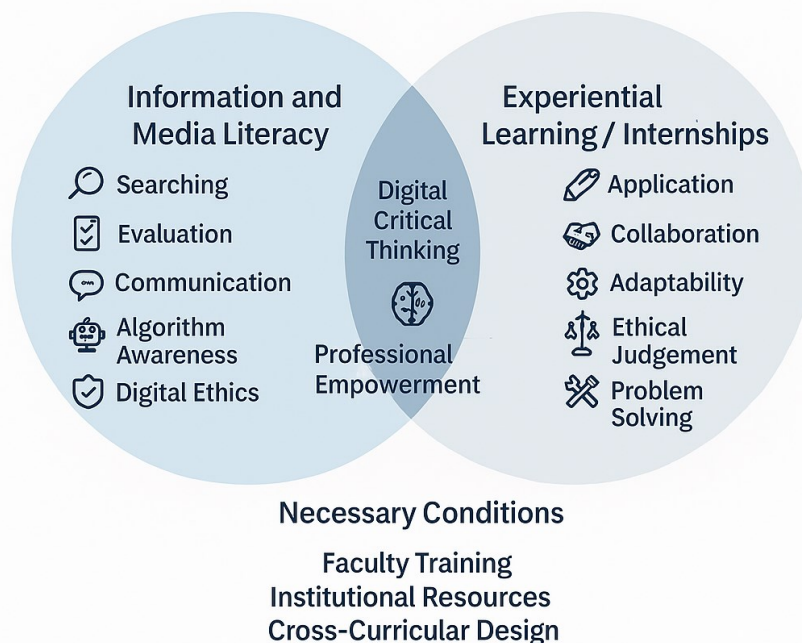 Information and
Media Literacy
Searching
Evaluation
Communication
Algorithm
Awareness
Digital Ethics
Digital
Critical
Thinking
Professional
Empowerment
Experiential
Learning / Internships
Application
Collaboration
Adaptability
Ethical
Judgement
Problem
Solving
Necessary Conditions
Faculty Training
Institutional Resources
Cross-Curricular Design